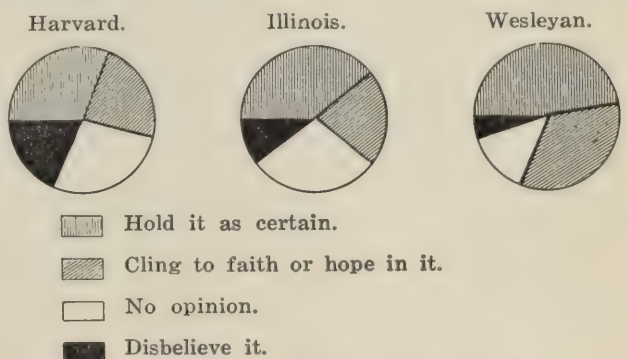 Harvard. Illinois. Wesleyan.
Hold it as certain.
Cling to faith or hope in it.
No opinion.
Disbelieve it.